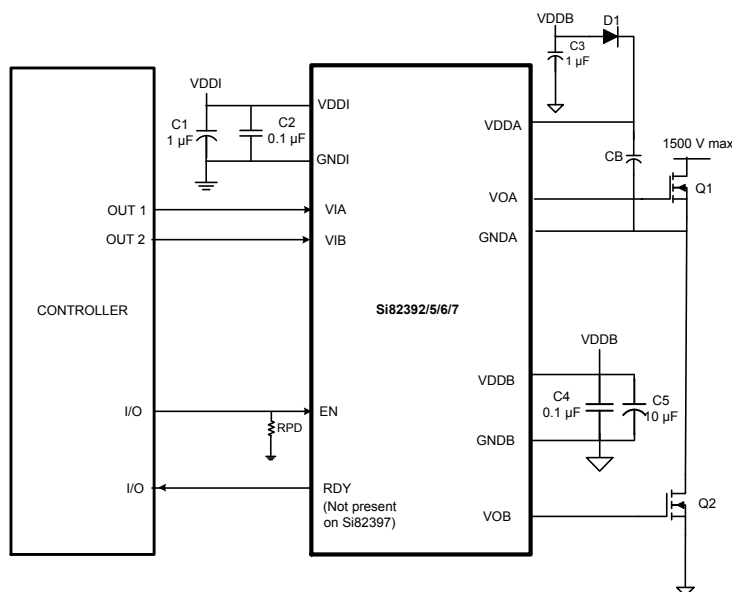 VDDB
D1
C3
1 µF
VDDI
C1
1 µF
C2
0.1 µF
VDDI
GNDI
VDDA
CB
1500 V max
Q1
VOA
GNDA
OUT 1
VIA
OUT 2
VIB
CONTROLLER
Si82392/5/6/7
VDDB
VDDB
C4
0.1 µF
C5
10 µF
GNDB
I/O
EN
RPD
I/O
RDY
(Not present
on Si82397)
VOB
Q2